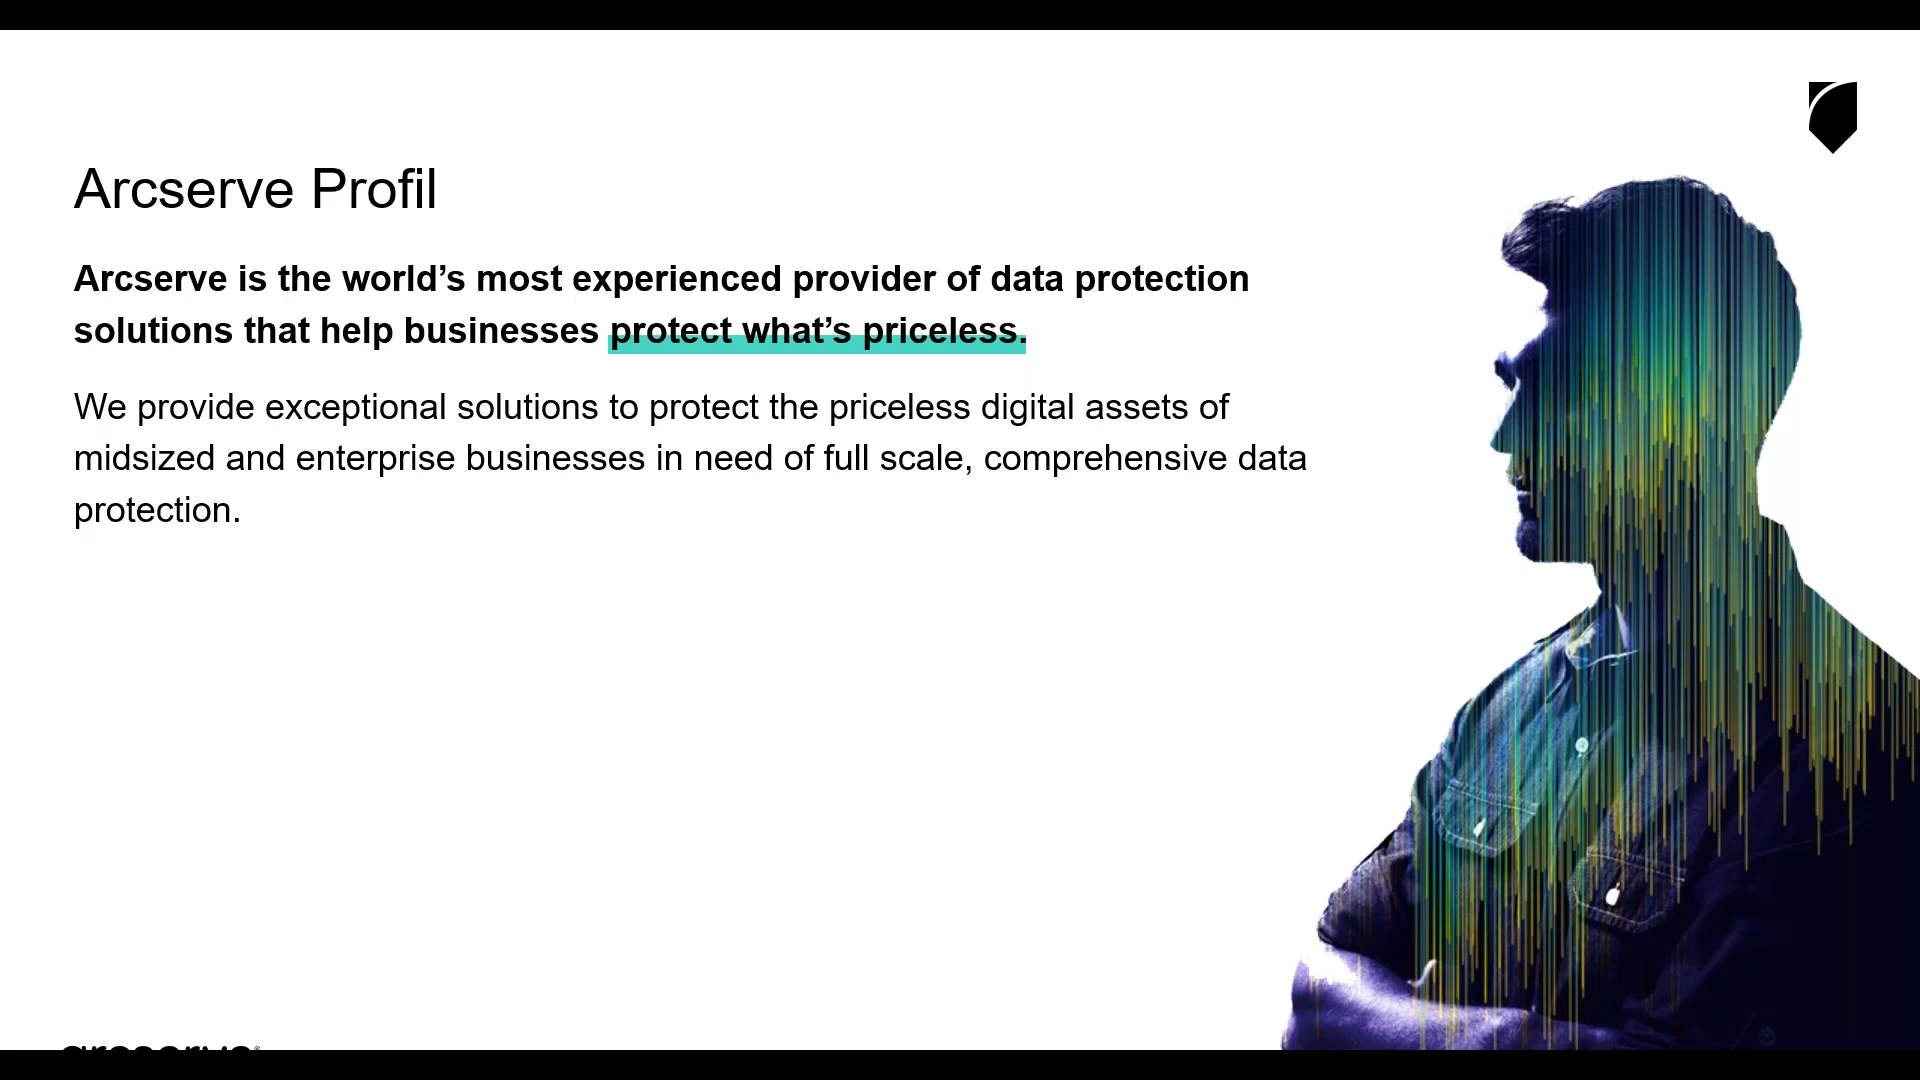 Arcserve Profil
Arcserve is the world’s most experienced provider of data protection
solutions that help businesses protect what’s priceless.
We provide exceptional solutions to protect the priceless digital assets of
midsized and enterprise businesses in need of full scale, comprehensive data
protection.
arcserve®